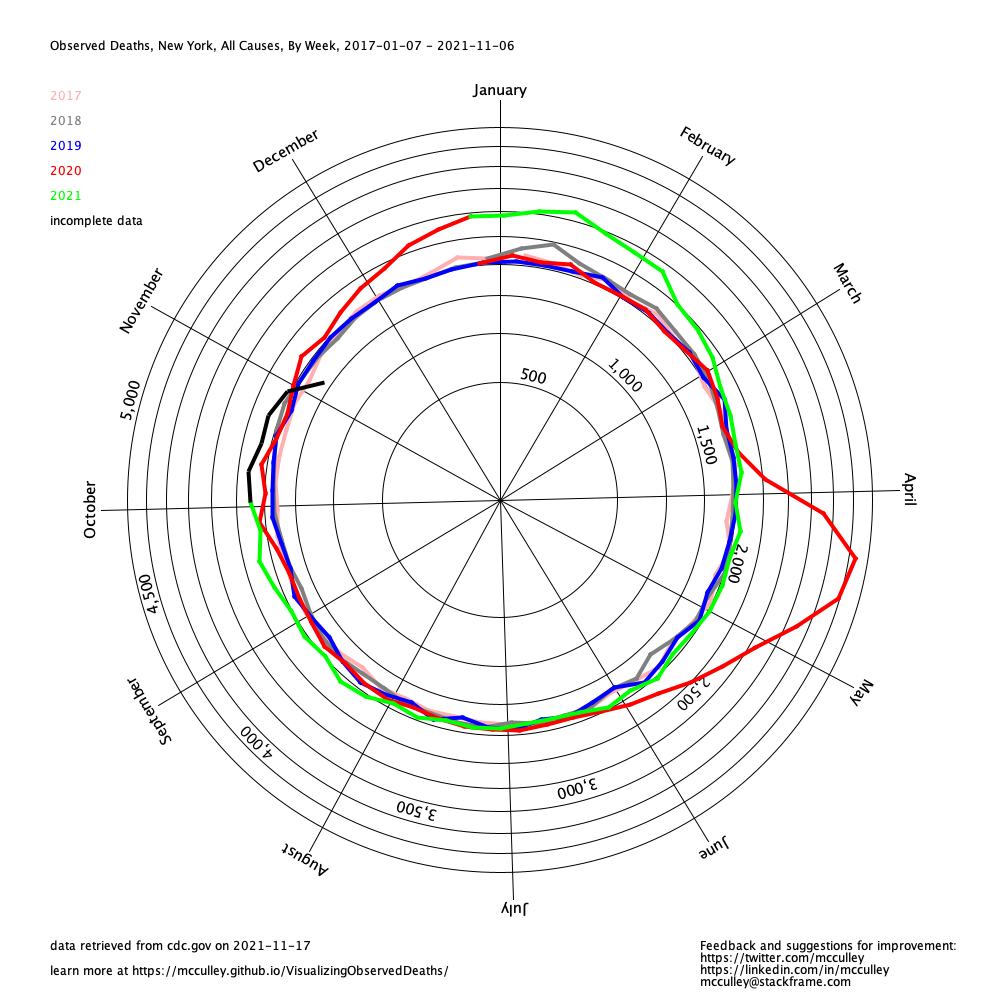 Observed Deaths, New York, All Causes, By Week, 2017-01-07 - 2021-11-06
2017
2018
2019
2020
2021
incomplete data
January
February
March
April
May
June
July
August
September
October
November
December
500
1,000
1,500
2,000
2,500
3,000
3,500
4,000
4,500
5,000
data retrieved from cdc.gov on 2021-11-17
learn more at https://mcculley.github.io/VisualizingObservedDeaths/
Feedback and suggestions for improvement:
https://twitter.com/mcculley
https://linkedin.com/in/mcculley
mcculley@stackframe.com